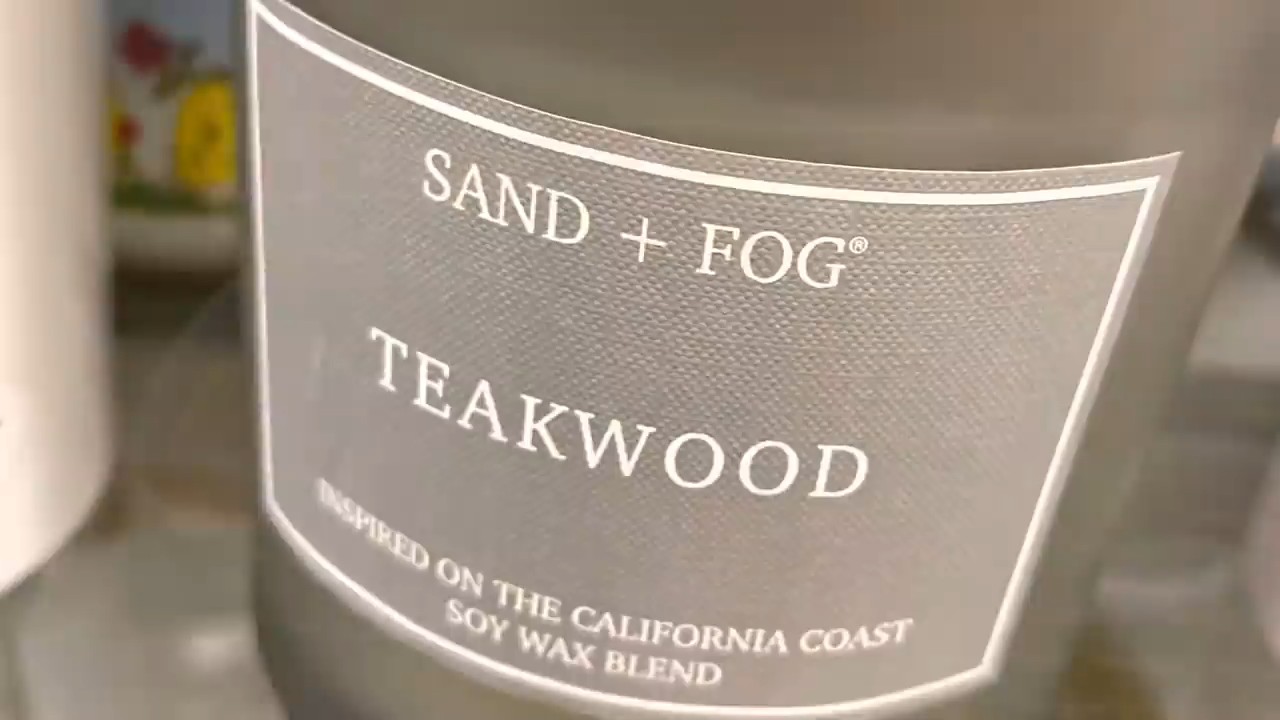 SAND + FOG®
TEAKWOOD
INSPIRED ON THE CALIFORNIA COAST
SOY WAX BLEND